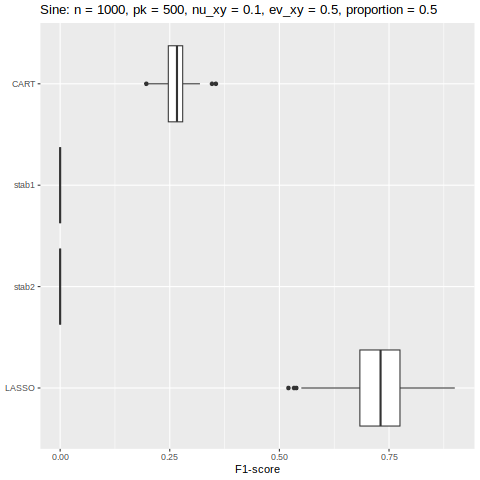 Sine: n = 1000, pk = 500, nu_xy = 0.1, ev_xy = 0.5, proportion = 0.5
CART
stab1
stab2
LASSO
0.00 0.25 0.50 0.75
F1-score